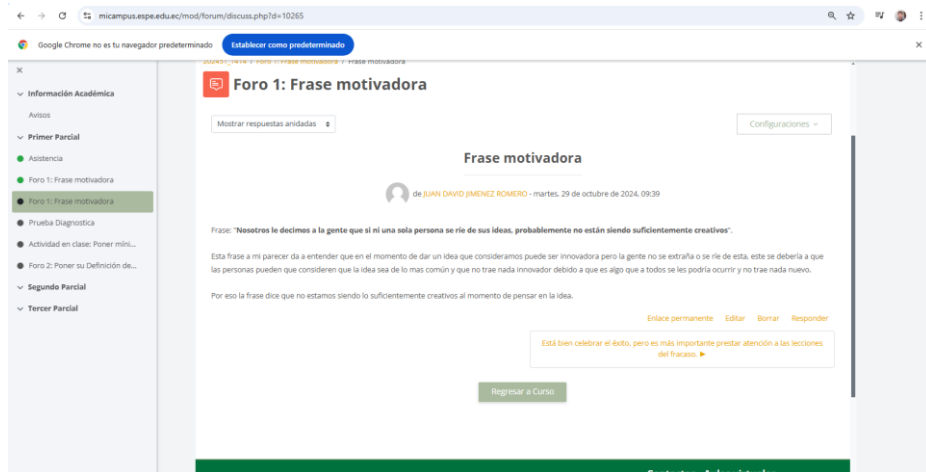 micampus.espe.edu.ec/mod/forum/discuss.php?d=10265
Google Chrome no es tu navegador predeterminado
Establecer como predeterminado
Información Académica
Avisos
Primer Parcial
Asistencia
Foro 1: Frase motivadora
Foro 1: Frase motivadora
Prueba Diagnostica
Actividad en clase: Poner míni...
Foro 2: Poner su Definición de...
Segundo Parcial
Tercer Parcial
Foro 1: Frase motivadora
Mostrar respuestas anidadas
Configuraciones
Frase motivadora
de JUAN DAVID JIMENEZ ROMERO - martes, 29 de octubre de 2024, 09:39
Frase: "Nosotros le decimos a la gente que si ni una sola persona se ríe de sus ideas, probablemente no están siendo suficientemente creativos".
Esta frase a mi parecer da a entender que en el momento de dar un idea que consideramos puede ser innovadora pero la gente no se extraña o se ríe de esta, este se debería a que
las personas pueden que consideren que la idea sea de lo mas común y que no trae nada innovador debido a que es algo que a todos se les podría ocurrir y no trae nada nuevo.
Por eso la frase dice que no estamos siendo lo suficientemente creativos al momento de pensar en la idea.
Enlace permanente Editar Borrar Responder
Está bien celebrar el éxito, pero es más importante prestar atención a las lecciones
del fracaso. ▶
Regresar a Curso